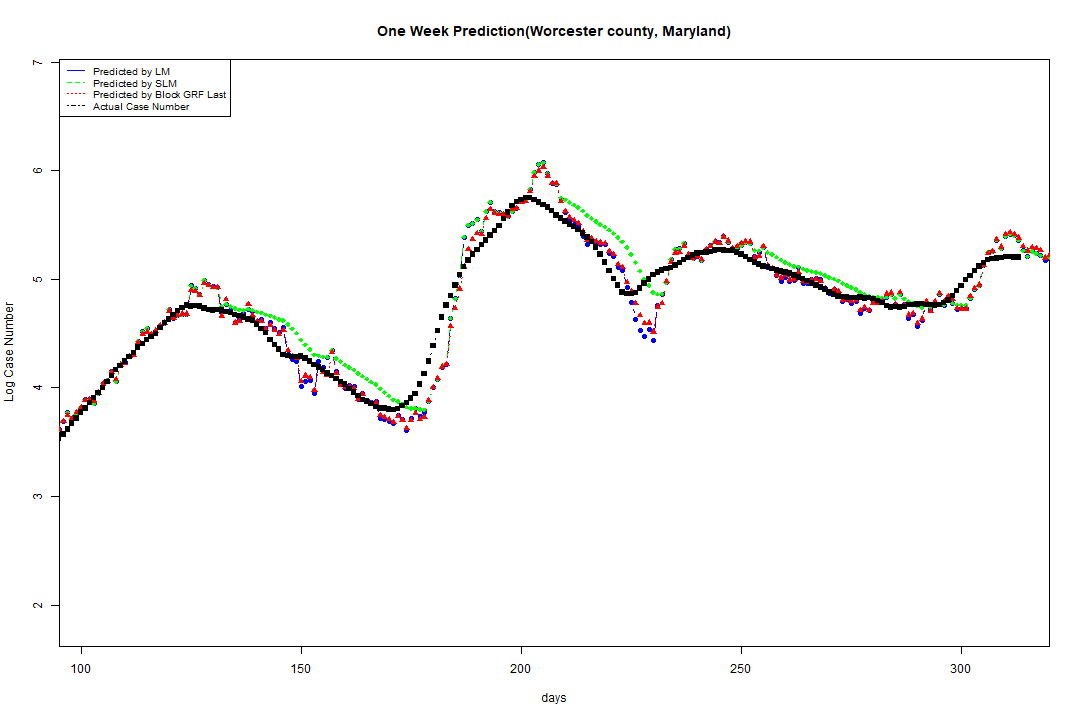 One Week Prediction(Worcester county, Maryland)
Predicted by LM
Predicted by SLM
Predicted by Block GRF Last
Actual Case Number
7
6
5
4
3
2
Log Case Number
100 150 200 250 300
days